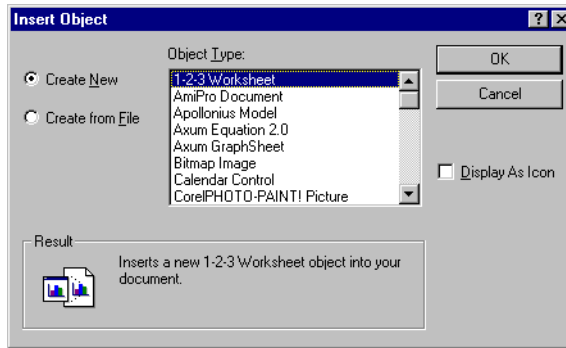 Insert Object
Object Type:
Create New
Create from File
1-2-3 Worksheet
AmiPro Document
Apollonius Model
Axum Equation 2.0
Axum GraphSheet
Bitmap Image
Calendar Control
CorelPHOTO-PAINT! Picture
OK
Cancel
Display As Icon
Result
Inserts a new 1-2-3 Worksheet object into your
document.